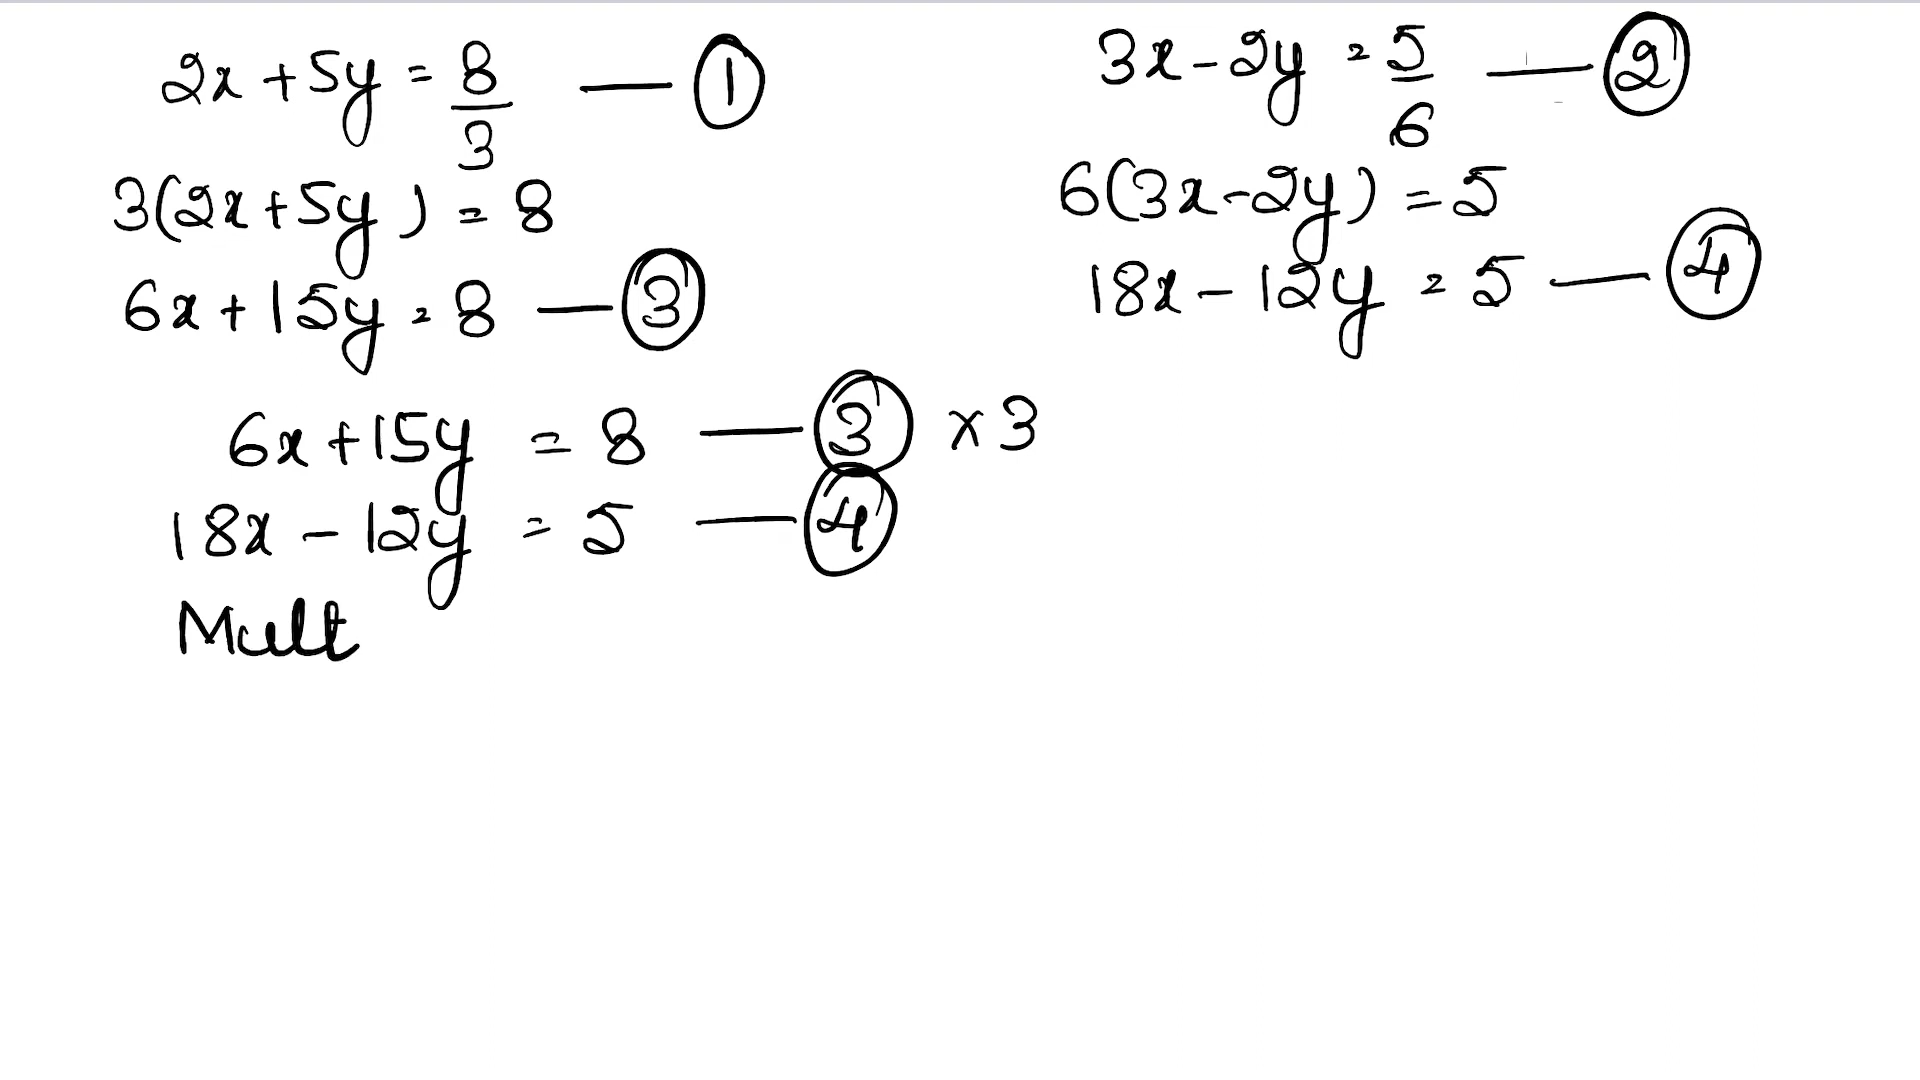 2x + 5y = 8/3 — ①
3(2x + 5y) = 8
6x + 15y = 8 — ③
3x - 2y = 5/6 — ②
6(3x - 2y) = 5
18x - 12y = 5 — ④
6x + 15y = 8 — ③ × 3
18x - 12y = 5 — ④
Mult